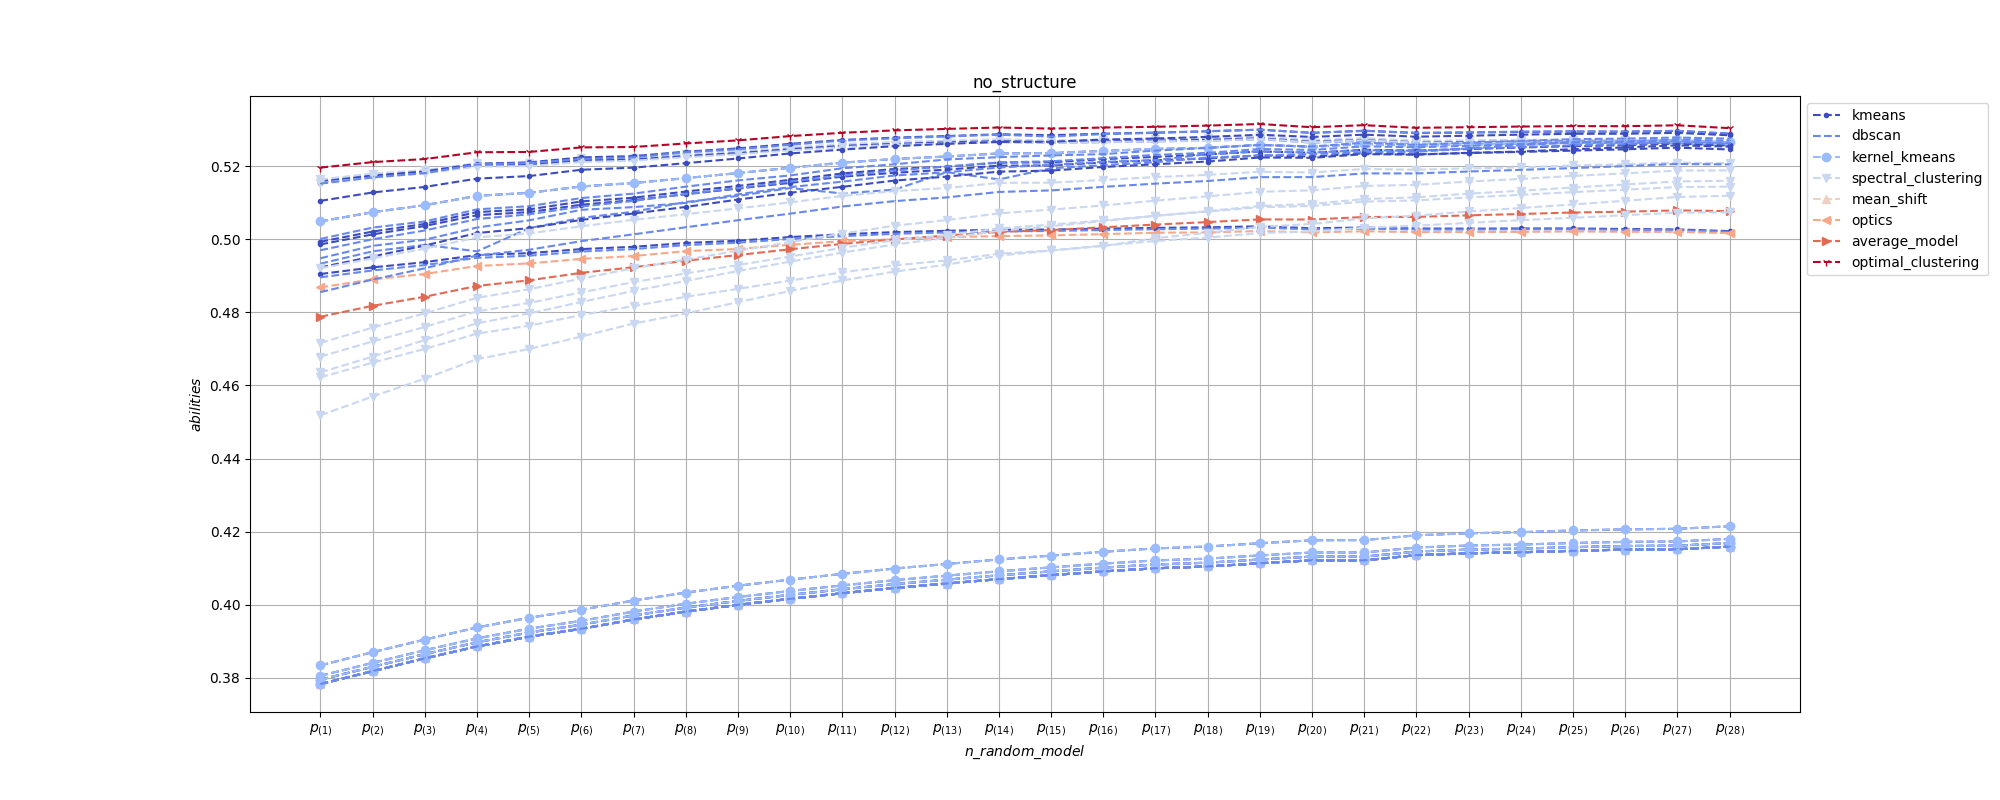 no_structure
0.52
0.50
0.48
0.46
0.44
0.42
0.40
0.38
abilities
p(1) p(2) p(3) p(4) p(5) p(6) p(7) p(8) p(9) p(10) p(11) p(12) p(13) p(14) p(15) p(16) p(17) p(18) p(19) p(20) p(21) p(22) p(23) p(24) p(25) p(26) p(27) p(28)
n_random_model
kmeans
dbscan
kernel_kmeans
spectral_clustering
mean_shift
optics
average_model
optimal_clustering